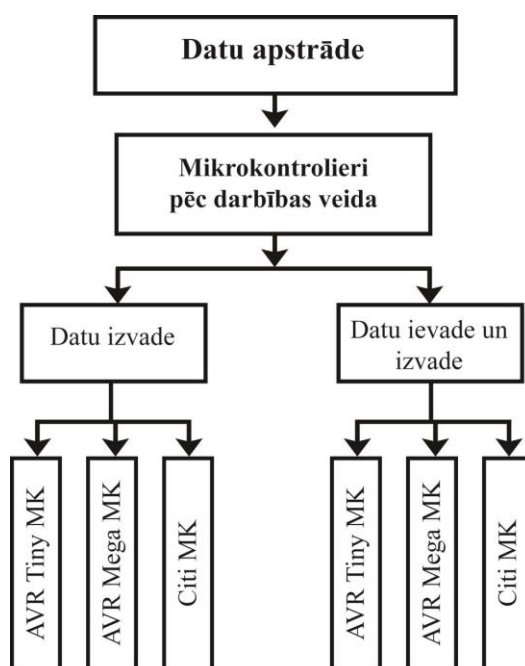 Datu apstrāde
Mikrokontrolieri
pēc darbības veida
Datu izvade
Datu ievade un
izvade
AVR Tiny MK
AVR Mega MK
Citi MK
AVR Tiny MK
AVR Mega MK
Citi MK